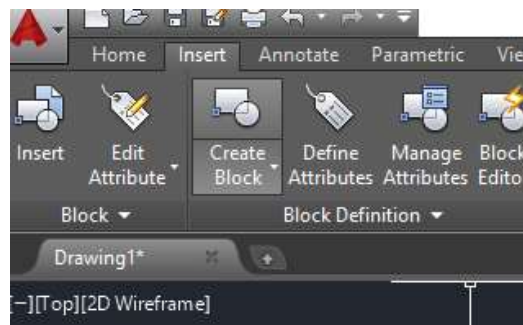 Home Insert Annotate Parametric
Insert Edit Create Define Manage Block
Attribute Block Attributes Attributes
Block Block Definition
Drawing1*
[−][Top][2D Wireframe]